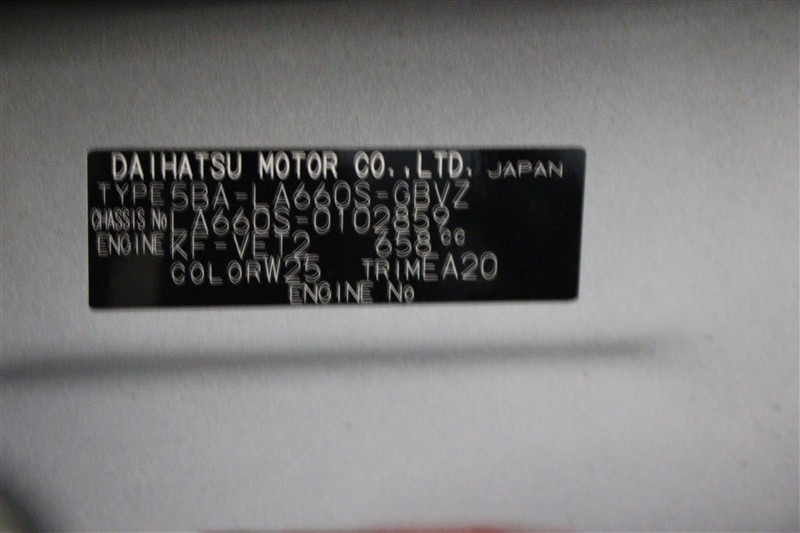 DAIHATSU MOTOR CO.,LTD. JAPAN
TYPE 5BA-LA660S-GBVZ
CHASSIS No LA660S-0102859
ENGINE KF-VET2 658 CC
COLOR W25 TRIM EA20
ENGINE No